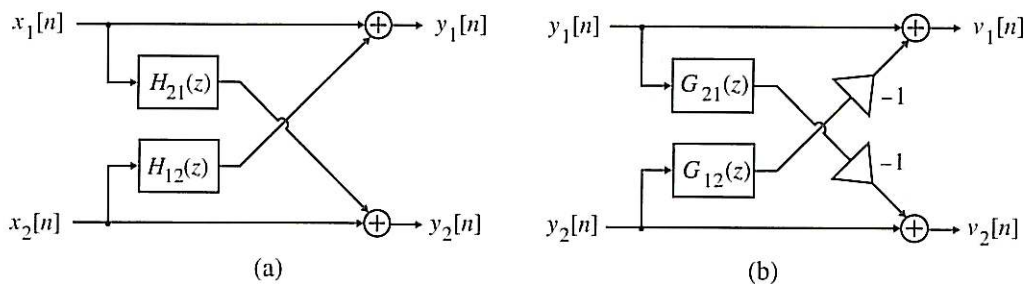 x1[n]
y1[n]
H21(z)
H12(z)
x2[n]
y2[n]
(a)
y1[n]
v1[n]
G21(z)
-1
G12(z)
-1
y2[n]
v2[n]
(b)